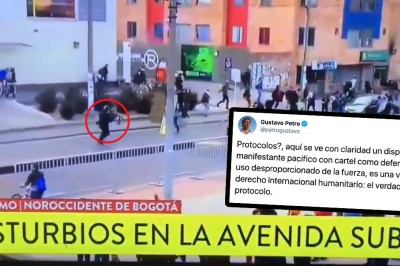 Gustavo Petro
@petrogustavo
Protocolos?, aquí se ve con claridad un disp
manifestante pacífico con cartel como defen
uso desproporcionado de la fuerza, es una v
derecho internacional humanitario: el verdad
protocolo.
MO | NOROCCIDENTE DE BOGOTÁ
STURBIOS EN LA AVENIDA SUB